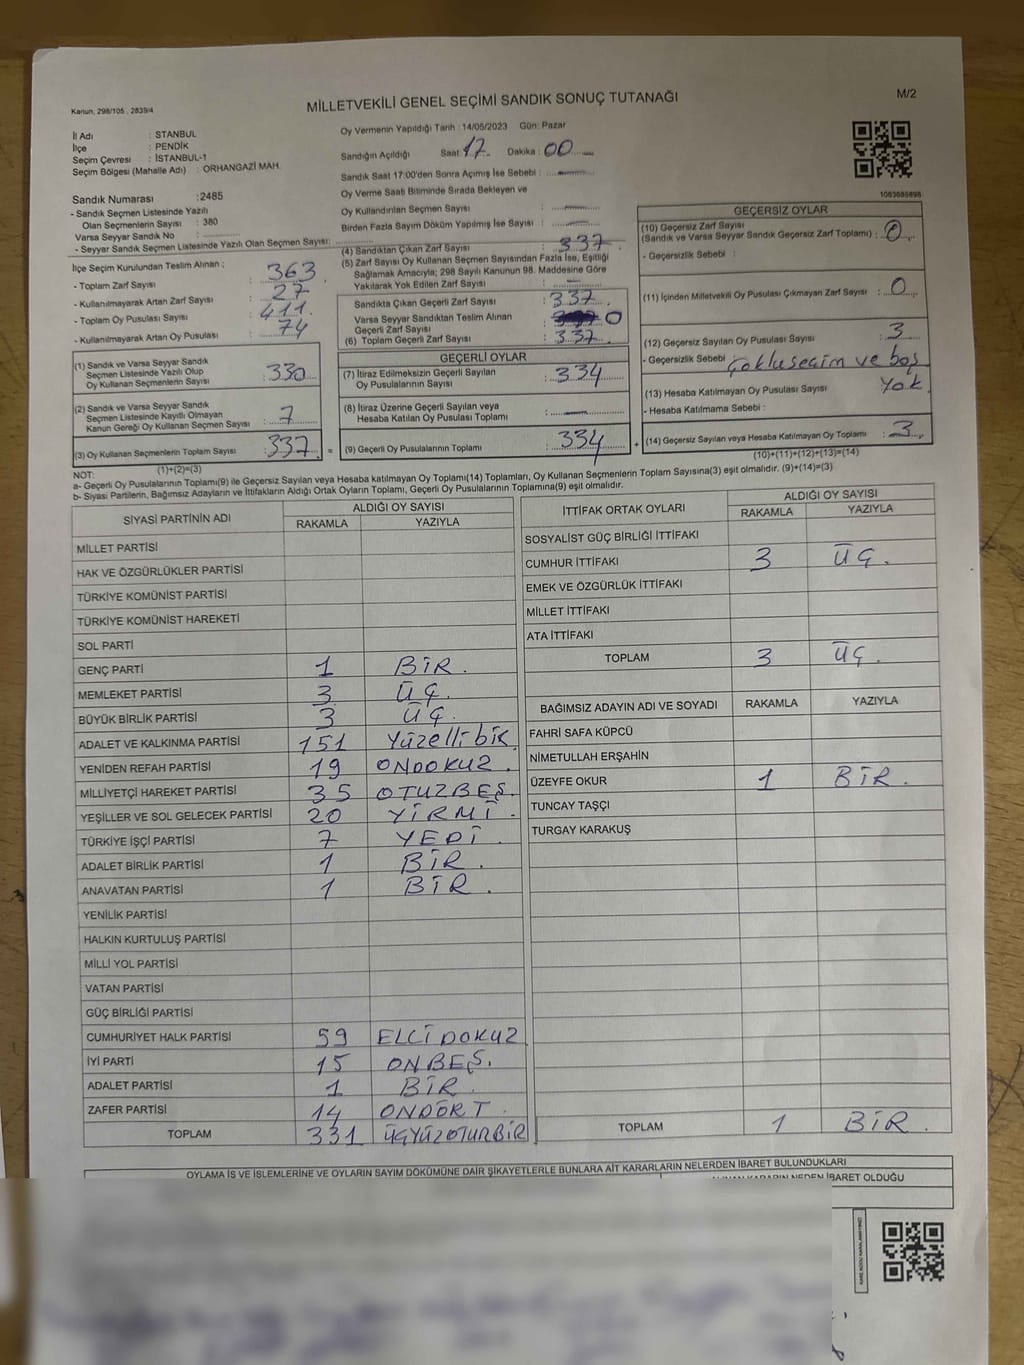 Kanun, 298/105 , 2839/4
MİLLETVEKİLİ GENEL SEÇİMİ SANDIK SONUÇ TUTANAĞI
M/2
İl Adı : STANBUL
İlçe : PENDİK
Seçim Çevresi : İSTANBUL-1
Seçim Bölgesi (Mahalle Adı) : ORHANGAZİ MAH.
Sandık Numarası : 2485
- Sandık Seçmen Listesinde Yazılı
Olan Seçmenlerin Sayısı : 380
Varsa Seyyar Sandık No :
- Seyyar Sandık Seçmen Listesinde Yazılı Olan Seçmen Sayısı:
İlçe Seçim Kurulundan Teslim Alınan ;
- Toplam Zarf Sayısı : 363
- Kullanılmayarak Artan Zarf Sayısı : 27
- Toplam Oy Pusulası Sayısı : 411.
- Kullanılmayarak Artan Oy Pusulası : 74
(1) Sandık ve Varsa Seyyar Sandık
Seçmen Listesinde Yazılı Olup
Oy Kullanan Seçmenlerin Sayısı : 330
(2) Sandık ve Varsa Seyyar Sandık
Seçmen Listesinde Kayıtlı Olmayan
Kanun Gereği Oy Kullanan Seçmen Sayısı : 7
(3) Oy Kullanan Seçmenlerin Toplam Sayısı : 337. =
(1)+(2)=(3)
Oy Vermenin Yapıldığı Tarih : 14/05/2023 Gün: Pazar
Sandığın Açıldığı Saat : 17. Dakika : 00
Sandık Saat 17:00'den Sonra Açımış İse Sebebi :
Oy Verme Saati Bitiminde Sırada Bekleyen ve
Oy Kullandırılan Seçmen Sayısı :
Birden Fazla Sayım Döküm Yapılmış İse Sayısı :
(4) Sandıktan Çıkan Zarf Sayısı : 337.
(5) Zarf Sayısı Oy Kullanan Seçmen Sayısından Fazla İse, Eşitliği
Sağlamak Amacıyla; 298 Sayılı Kanunun 98. Maddesine Göre
Yakılarak Yok Edilen Zarf Sayısı :
Sandıkta Çıkan Geçerli Zarf Sayısı : 337.
Varsa Seyyar Sandıktan Teslim Alınan
Geçerli Zarf Sayısı : 0
(6) Toplam Geçerli Zarf Sayısı : 337.
GEÇERLİ OYLAR
(7) İtiraz Edilmeksizin Geçerli Sayılan
Oy Pusulalarının Sayısı : 334
(8) İtiraz Üzerine Geçerli Sayılan veya
Hesaba Katılan Oy Pusulası Toplamı :
(9) Geçerli Oy Pusulalarının Toplamı : 334 +
1083685898
GEÇERSİZ OYLAR
(10) Geçersiz Zarf Sayısı
(Sandık ve Varsa Seyyar Sandık Geçersiz Zarf Toplamı) : 0
- Geçersizlik Sebebi :
(11) İçinden Milletvekili Oy Pusulası Çıkmayan Zarf Sayısı : 0
(12) Geçersiz Sayılan Oy Pusulası Sayısı : 3
- Geçersizlik Sebebi : çoklu seçim ve boş
(13) Hesaba Katılmayan Oy Pusulası Sayısı : Yok
- Hesaba Katılmama Sebebi :
(14) Geçersiz Sayılan veya Hesaba Katılmayan Oy Toplamı : 3.
(10)+(11)+(12)+(13)=(14)
NOT:
a- Geçerli Oy Pusulalarının Toplamı(9) ile Geçersiz Sayılan veya Hesaba katılmayan Oy Toplamı(14) Toplamları, Oy Kullanan Seçmenlerin Toplam Sayısına(3) eşit olmalıdır. (9)+(14)=(3)
b- Siyasi Partilerin, Bağımsız Adayların ve İttifakların Aldığı Ortak Oyların Toplamı, Geçerli Oy Pusulalarının Toplamına(9) eşit olmalıdır.
SİYASİ PARTİNİN ADI ALDIĞI OY SAYISI
RAKAMLA YAZIYLA
MİLLET PARTİSİ
HAK VE ÖZGÜRLÜKLER PARTİSİ
TÜRKİYE KOMÜNİST PARTİSİ
TÜRKİYE KOMÜNİST HAREKETİ
SOL PARTİ
GENÇ PARTİ 1 BİR.
MEMLEKET PARTİSİ 3 ÜÇ.
BÜYÜK BİRLİK PARTİSİ 3 ÜÇ.
ADALET VE KALKINMA PARTİSİ 151 Yüzelli bir
YENİDEN REFAH PARTİSİ 19 ONDOKUZ.
MİLLİYETÇİ HAREKET PARTİSİ 35 OTUZBEŞ.
YEŞİLLER VE SOL GELECEK PARTİSİ 20 YİRMİ.
TÜRKİYE İŞÇİ PARTİSİ 7 YEDİ.
ADALET BİRLİK PARTİSİ 1 BİR.
ANAVATAN PARTİSİ 1 BİR.
YENİLİK PARTİSİ
HALKIN KURTULUŞ PARTİSİ
MİLLİ YOL PARTİSİ
VATAN PARTİSİ
GÜÇ BİRLİĞİ PARTİSİ
CUMHURİYET HALK PARTİSİ 59 ELLİDOKUZ
İYİ PARTİ 15 ONBEŞ.
ADALET PARTİSİ 1 BİR.
ZAFER PARTİSİ 14 ONDÖRT.
TOPLAM 331 ÜÇYÜZOTUZBİR
İTTİFAK ORTAK OYLARI ALDIĞI OY SAYISI
RAKAMLA YAZIYLA
SOSYALİST GÜÇ BİRLİĞİ İTTİFAKI
CUMHUR İTTİFAKI 3 ÜÇ.
EMEK VE ÖZGÜRLÜK İTTİFAKI
MİLLET İTTİFAKI
ATA İTTİFAKI
TOPLAM 3 ÜÇ.
BAĞIMSIZ ADAYIN ADI VE SOYADI RAKAMLA YAZIYLA
FAHRİ SAFA KÜPCÜ
NİMETULLAH ERŞAHİN
ÜZEYFE OKUR 1 BİR.
TUNCAY TAŞÇI
TURGAY KARAKUŞ
TOPLAM 1 BİR.
OYLAMA İŞ VE İŞLEMLERİNE VE OYLARIN SAYIM DÖKÜMÜNE DAİR ŞİKAYETLERLE BUNLARA AİT KARARLARIN NELERDEN İBARET BULUNDUKLARI
ALINAN KARARIN NEDEN İBARET OLDUĞU